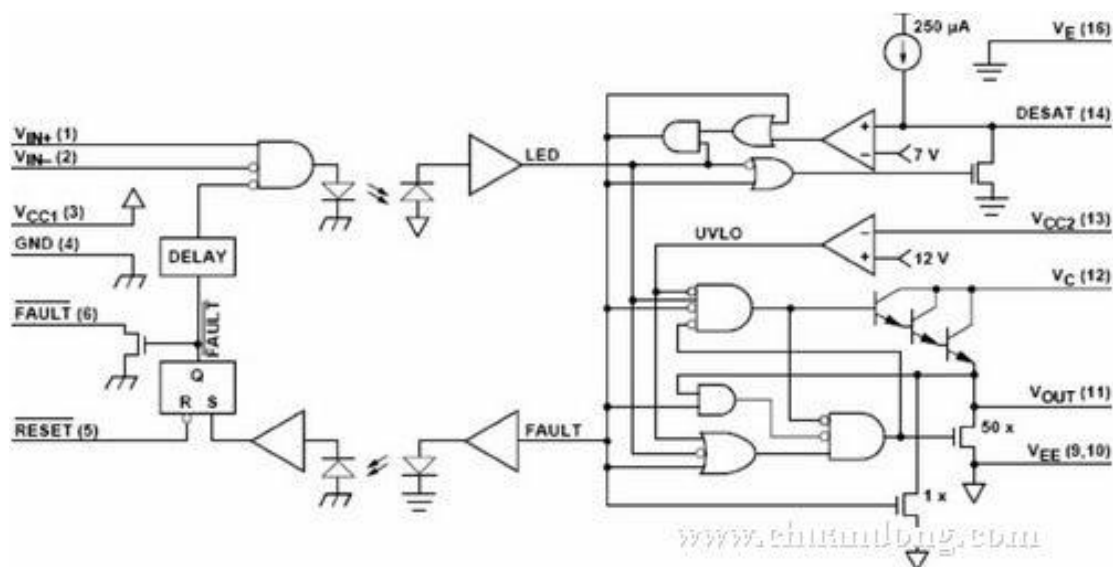 250 µA
VE (16)
VIN+ (1)
VIN– (2)
VCC1 (3)
GND (4)
DELAY
FAULT (6)
FAULT
Q
R S
RESET (5)
LED
FAULT
DESAT (14)
7 V
UVLO
VCC2 (13)
12 V
VC (12)
VOUT (11)
50 x
VEE (9,10)
1 x
www.chuandong.com